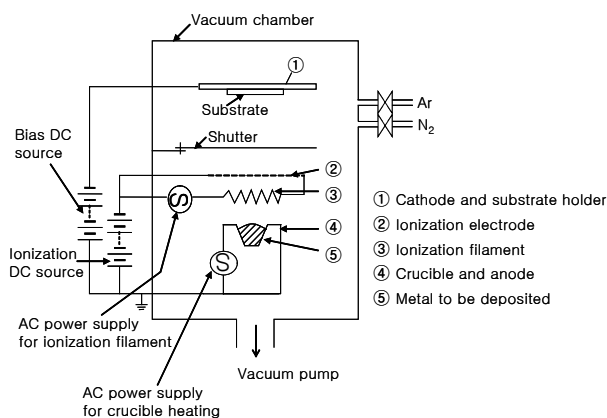 Vacuum chamber
①
Substrate
Ar
N₂
Shutter
Bias DC
source
②
S
③
Ionization
DC source
④
S
⑤
① Cathode and substrate holder
② Ionization electrode
③ Ionization filament
④ Crucible and anode
⑤ Metal to be deposited
AC power supply
for ionization filament
Vacuum pump
AC power supply
for crucible heating